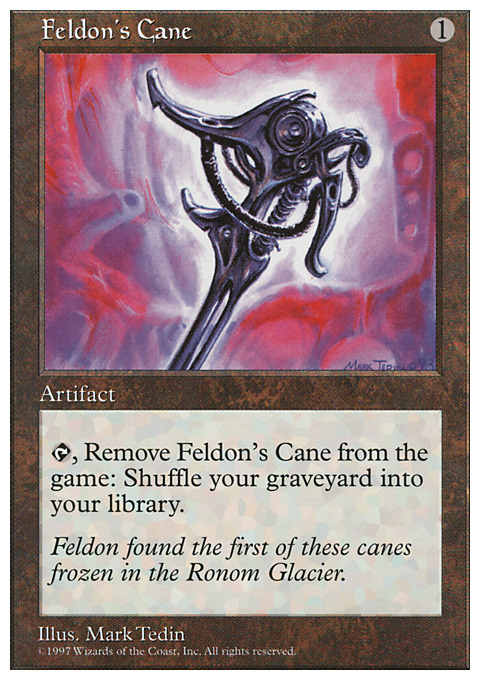 Feldon's Cane 1
MARK TEDIN
Artifact
, Remove Feldon's Cane from the
game: Shuffle your graveyard into
your library.
Feldon found the first of these canes
frozen in the Ronom Glacier.
Illus. Mark Tedin
©1997 Wizards of the Coast, Inc. All rights reserved.